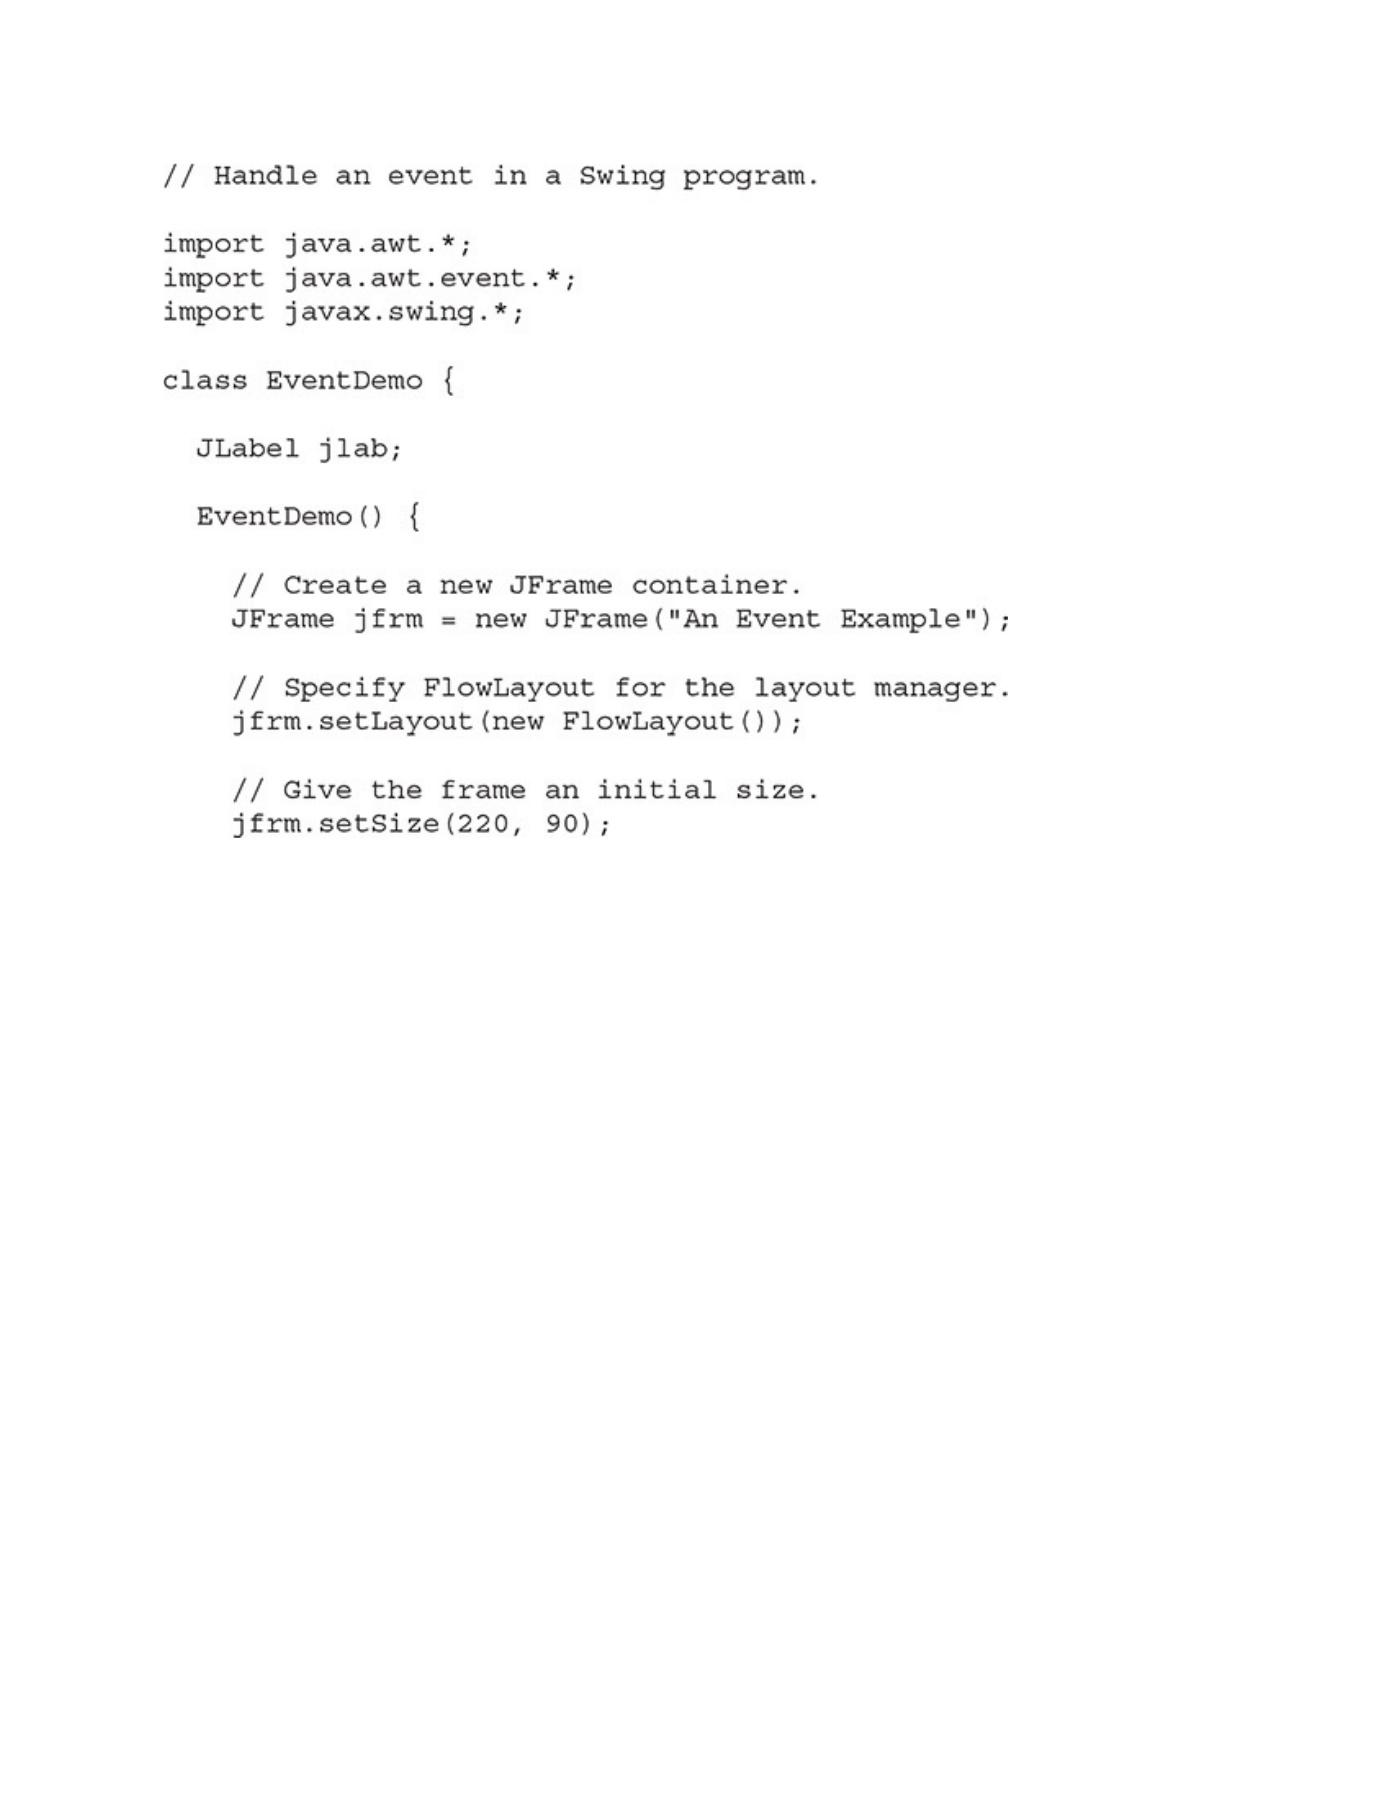 // Handle an event in a Swing program.
import java.awt.*;
import java.awt.event.*;
import javax.swing.*;
class EventDemo {
JLabel jlab;
EventDemo() {
// Create a new JFrame container.
JFrame jfrm = new JFrame("An Event Example");
// Specify FlowLayout for the layout manager.
jfrm.setLayout(new FlowLayout());
// Give the frame an initial size.
jfrm.setSize(220, 90);